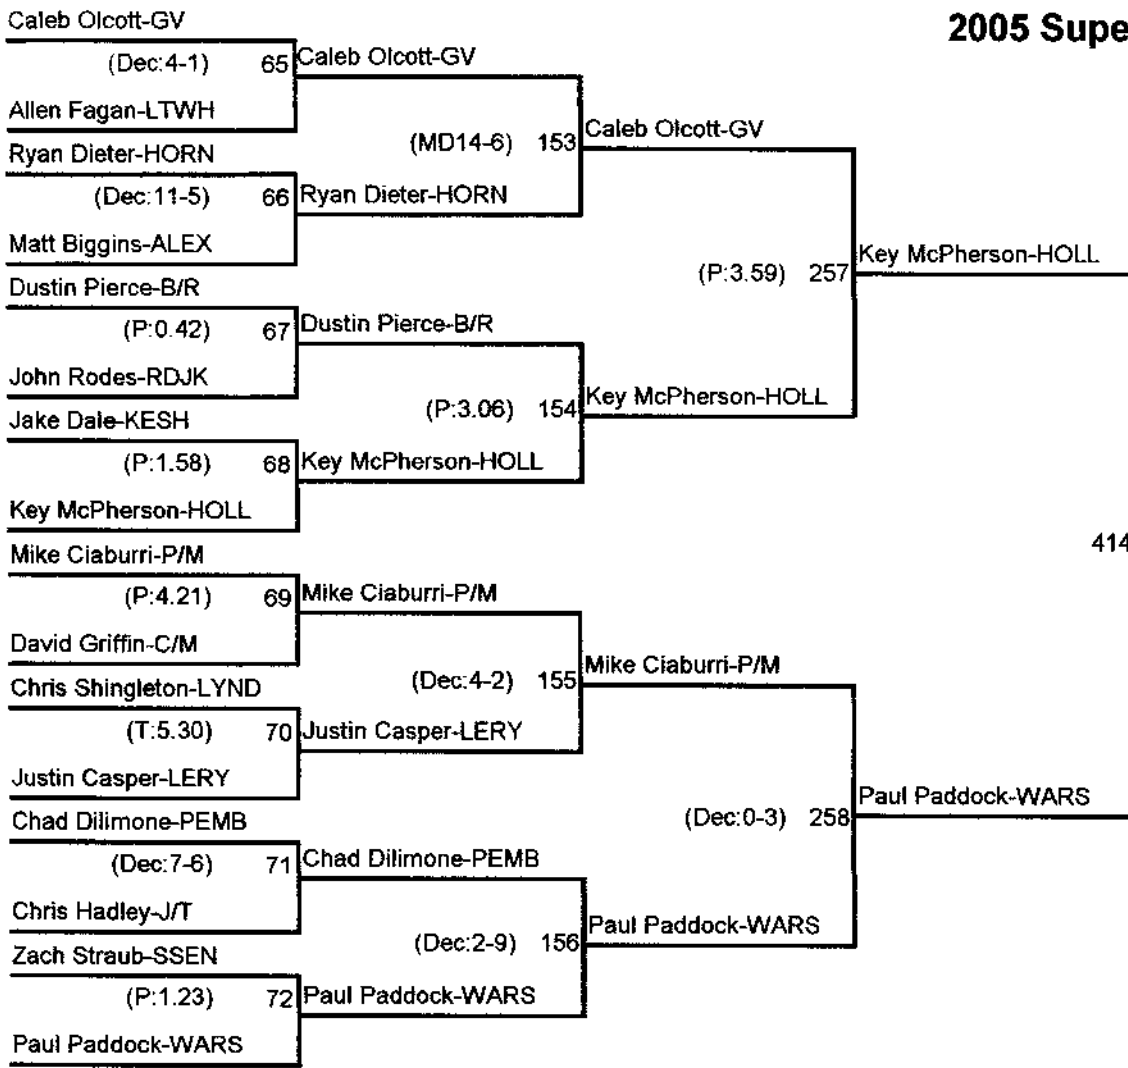 Caleb Olcott-GV
2005 Supe
(Dec:4-1) 65 Caleb Olcott-GV
Allen Fagan-LTWH
(MD14-6) 153 Caleb Olcott-GV
Ryan Dieter-HORN
(Dec:11-5) 66 Ryan Dieter-HORN
Matt Biggins-ALEX
(P:3.59) 257 Key McPherson-HOLL
Dustin Pierce-B/R
(P:0.42) 67 Dustin Pierce-B/R
John Rodes-RDJK
(P:3.06) 154 Key McPherson-HOLL
Jake Dale-KESH
(P:1.58) 68 Key McPherson-HOLL
Key McPherson-HOLL
414
Mike Ciaburri-P/M
(P:4.21) 69 Mike Ciaburri-P/M
David Griffin-C/M
(Dec:4-2) 155 Mike Ciaburri-P/M
Chris Shingleton-LYND
(T:5.30) 70 Justin Casper-LERY
Justin Casper-LERY
(Dec:0-3) 258 Paul Paddock-WARS
Chad Dilimone-PEMB
(Dec:7-6) 71 Chad Dilimone-PEMB
Chris Hadley-J/T
(Dec:2-9) 156 Paul Paddock-WARS
Zach Straub-SSEN
(P:1.23) 72 Paul Paddock-WARS
Paul Paddock-WARS